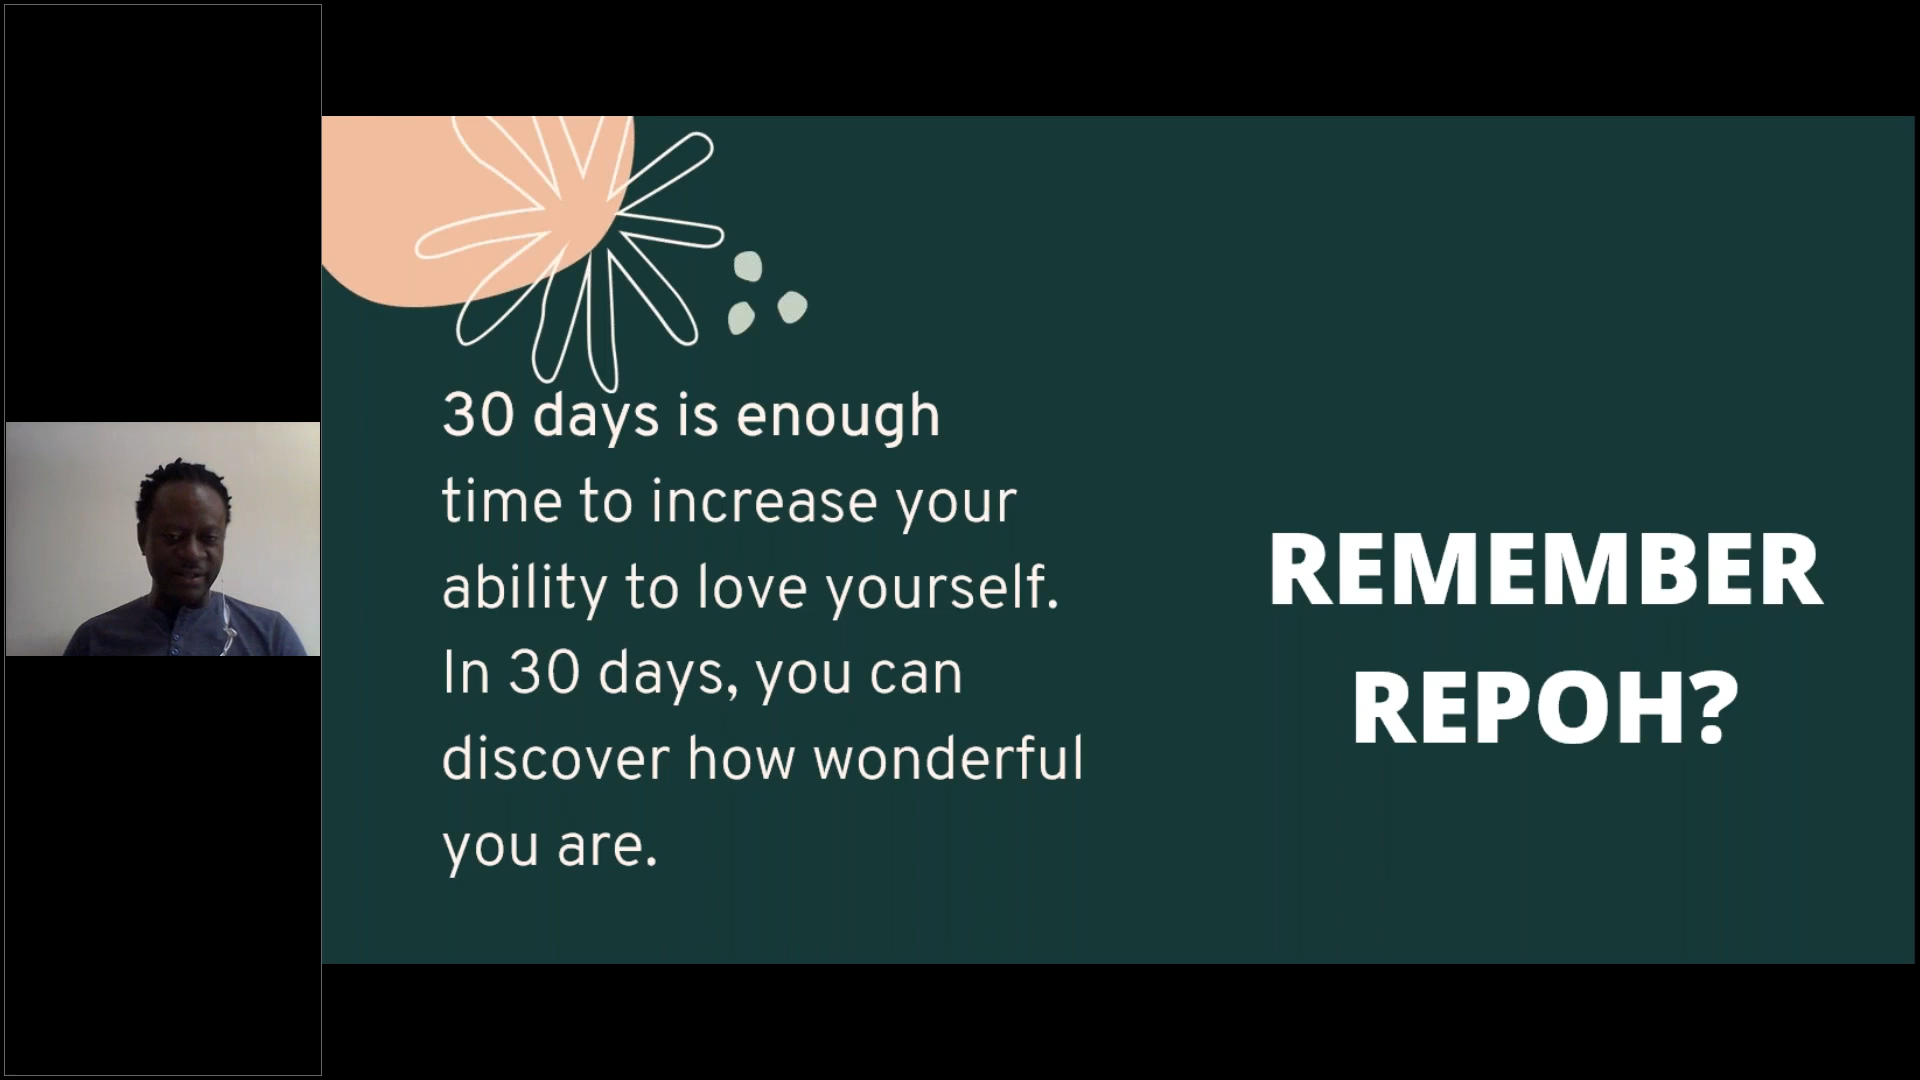 30 days is enough
time to increase your
ability to love yourself.
In 30 days, you can
discover how wonderful
you are.
REMEMBER
REPOH?